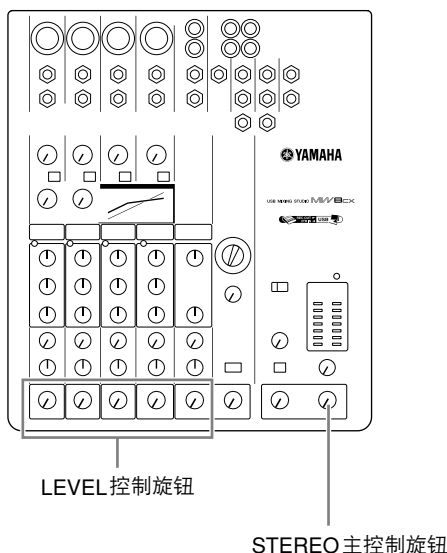 YAMAHA
USB MIXING STUDIO MW8CX
USB
LEVEL控制旋钮
STEREO主控制旋钮